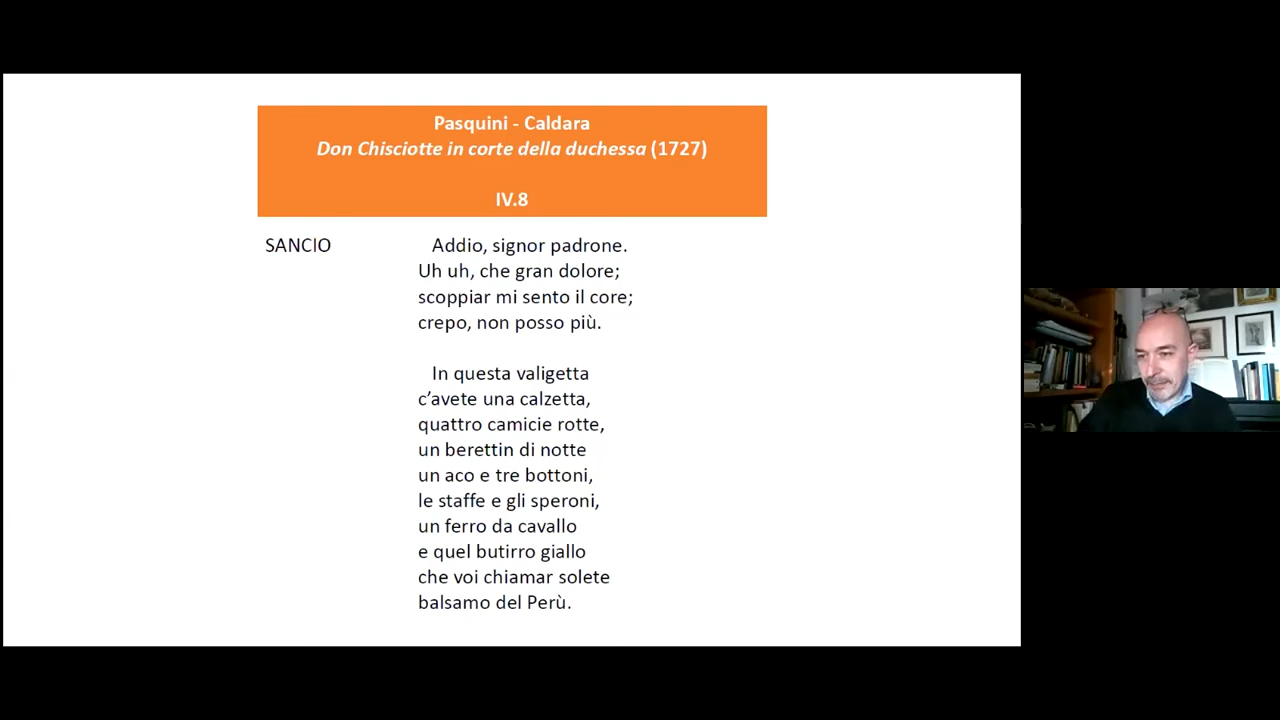 Pasquini - Caldara
Don Chisciotte in corte della duchessa (1727)
IV.8
SANCIO
Addio, signor padrone.
Uh uh, che gran dolore;
scoppiar mi sento il core;
crepo, non posso più.
In questa valigetta
c’avete una calzetta,
quattro camicie rotte,
un berettin di notte
un aco e tre bottoni,
le staffe e gli speroni,
un ferro da cavallo
e quel butirro giallo
che voi chiamar solete
balsamo del Perù.